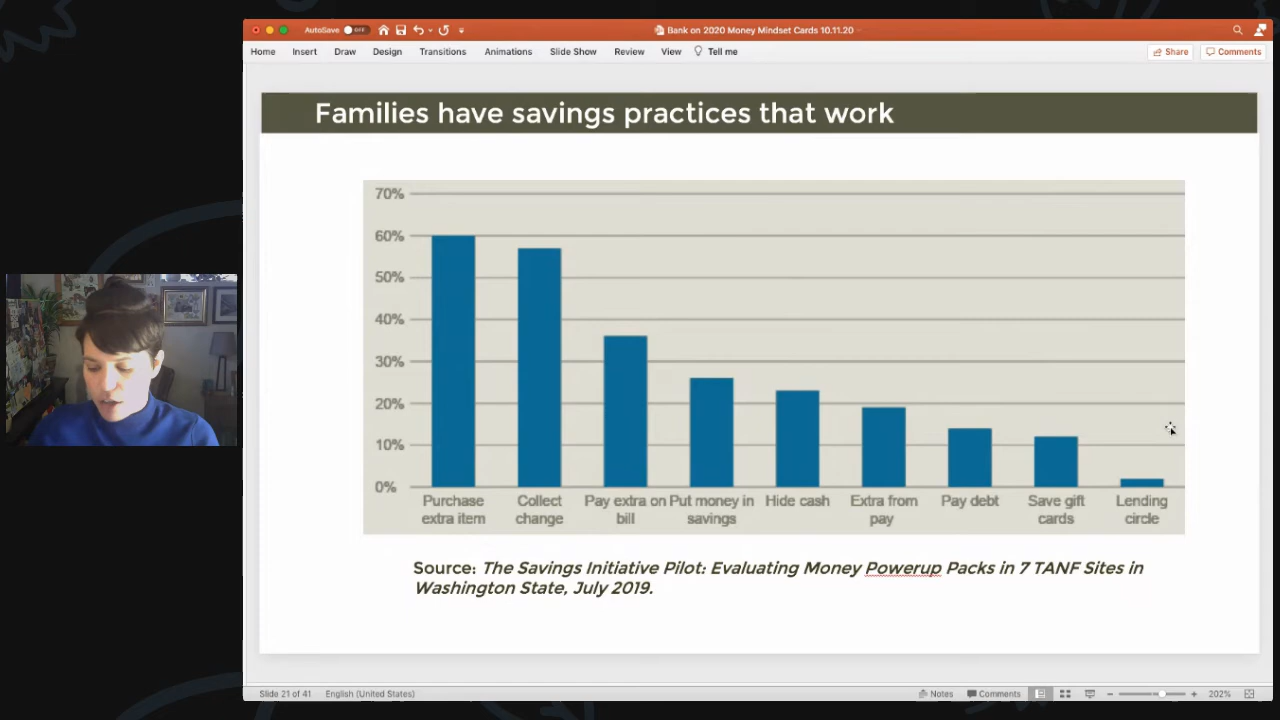 AutoSave OFF
Bank on 2020 Money Mindset Cards 10.11.20
Home Insert Draw Design Transitions Animations Slide Show Review View Tell me
Share Comments
Families have savings practices that work
70%
60%
50%
40%
30%
20%
10%
0%
Purchase extra item
Collect change
Pay extra on bill
Put money in savings
Hide cash
Extra from pay
Pay debt
Save gift cards
Lending circle
Source: The Savings Initiative Pilot: Evaluating Money Powerup Packs in 7 TANF Sites in
Washington State, July 2019.
Slide 21 of 41 English (United States) Notes Comments 202%